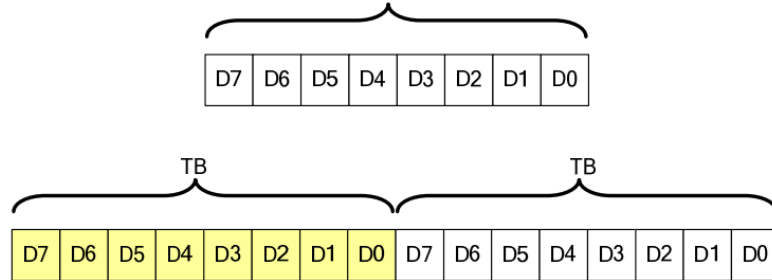 D7 D6 D5 D4 D3 D2 D1 D0
TB TB
D7 D6 D5 D4 D3 D2 D1 D0 D7 D6 D5 D4 D3 D2 D1 D0